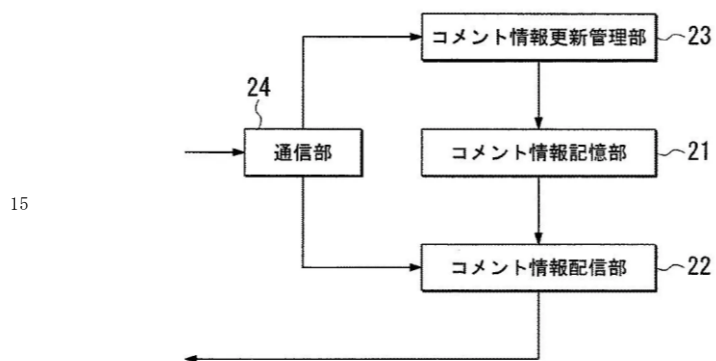 コメント情報更新管理部 23
24
通信部
コメント情報記憶部 21
15
コメント情報配信部 22